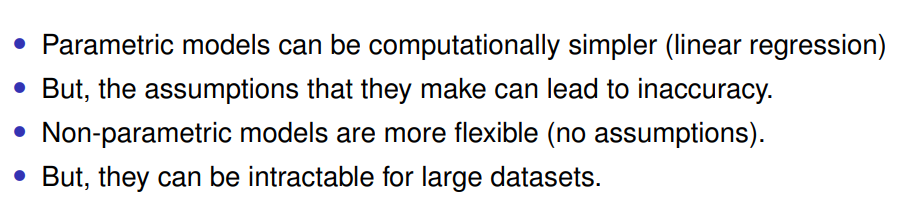 • Parametric models can be computationally simpler (linear regression)
• But, the assumptions that they make can lead to inaccuracy.
• Non-parametric models are more flexible (no assumptions).
• But, they can be intractable for large datasets.